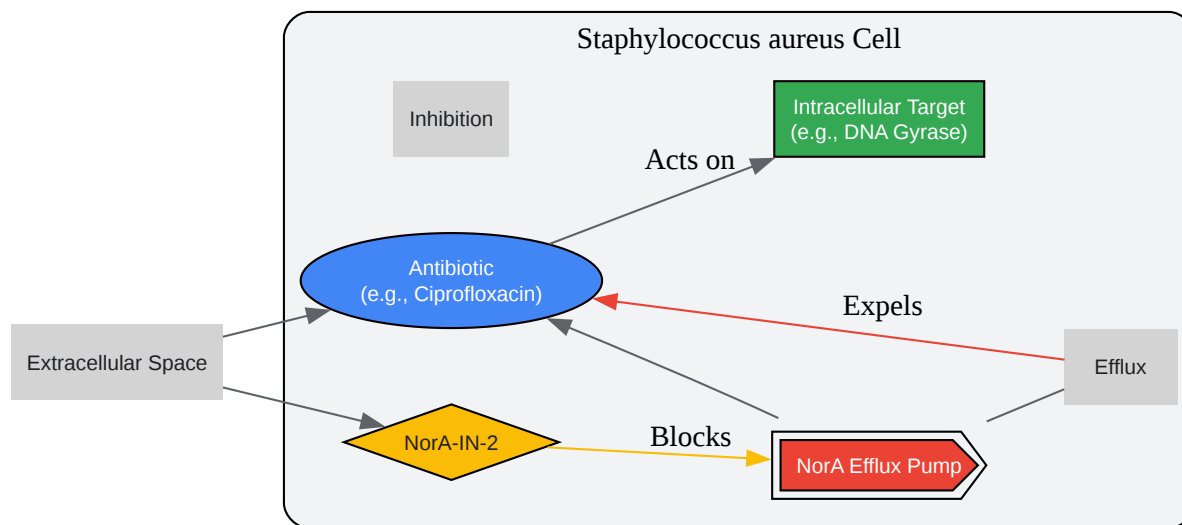 Staphylococcus aureus Cell
Inhibition
Intracellular Target
(e.g., DNA Gyrase)
Acts on
Antibiotic
(e.g., Ciprofloxacin)
Expels
Extracellular Space
Efflux
NorA-IN-2
Blocks
NorA Efflux Pump